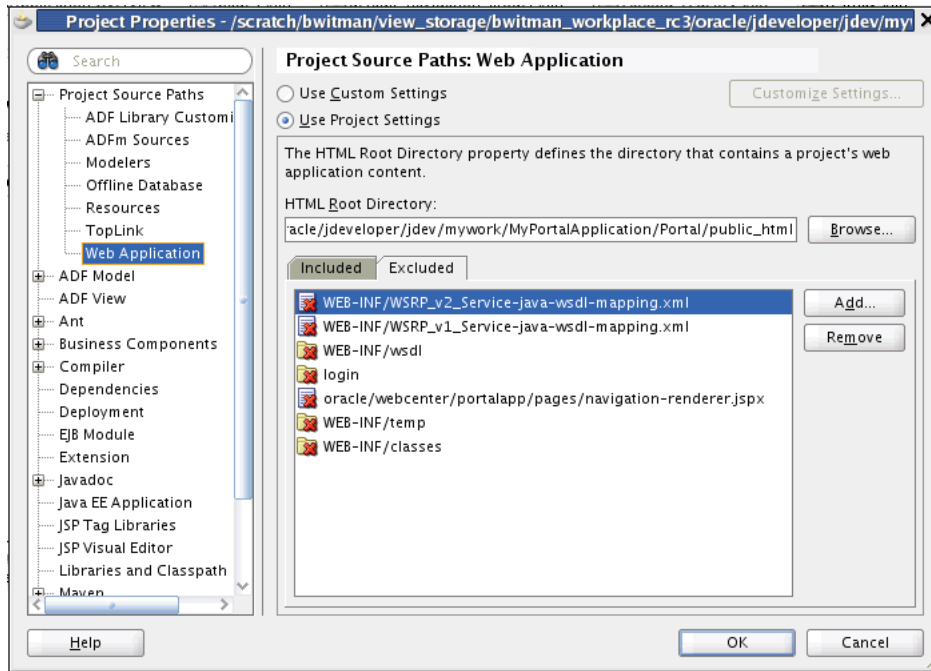 Project Properties - /scratch/bwitman/view_storage/bwitman_workplace_rc3/oracle/jdeveloper/jdev/my
Search
Project Source Paths
ADF Library Customi
ADFm Sources
Modelers
Offline Database
Resources
TopLink
Web Application
ADF Model
ADF View
Ant
Business Components
Compiler
Dependencies
Deployment
EJB Module
Extension
Javadoc
Java EE Application
JSP Tag Libraries
JSP Visual Editor
Libraries and Classpath
Maven
Project Source Paths: Web Application
Use Custom Settings
Customize Settings...
Use Project Settings
The HTML Root Directory property defines the directory that contains a project's web
application content.
HTML Root Directory:
racle/jdeveloper/jdev/mywork/MyPortalApplication/Portal/public_html
Browse...
Included Excluded
WEB-INF/WSRP_v2_Service-java-wsdl-mapping.xml
WEB-INF/WSRP_v1_Service-java-wsdl-mapping.xml
WEB-INF/wsdl
login
oracle/webcenter/portalapp/pages/navigation-renderer.jspx
WEB-INF/temp
WEB-INF/classes
Add...
Remove
Help
OK
Cancel